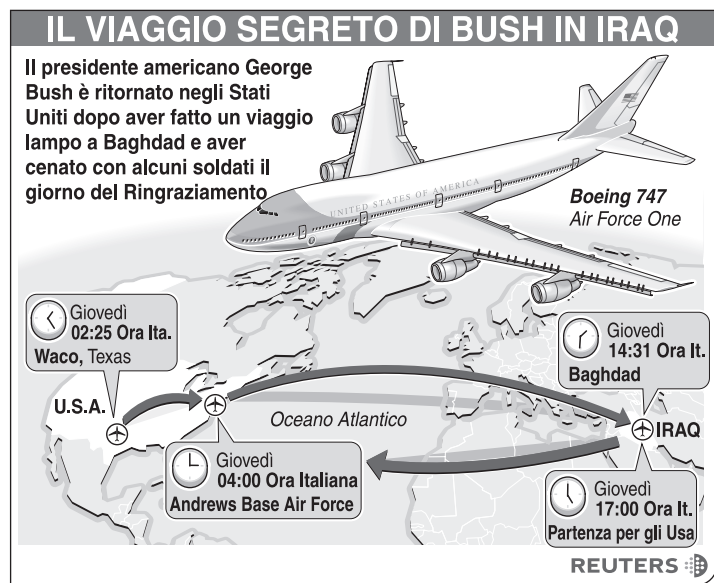 IL VIAGGIO SEGRETO DI BUSH IN IRAQ
Il presidente americano George
Bush è ritornato negli Stati
Uniti dopo aver fatto un viaggio
lampo a Baghdad e aver
cenato con alcuni soldati il
giorno del Ringraziamento
UNITED STATES OF AMERICA
Boeing 747
Air Force One
Giovedì
02:25 Ora Ita.
Waco, Texas
Giovedì
14:31 Ora It.
Baghdad
U.S.A.
Oceano Atlantico
IRAQ
Giovedì
04:00 Ora Italiana
Andrews Base Air Force
Giovedì
17:00 Ora It.
Partenza per gli Usa
REUTERS